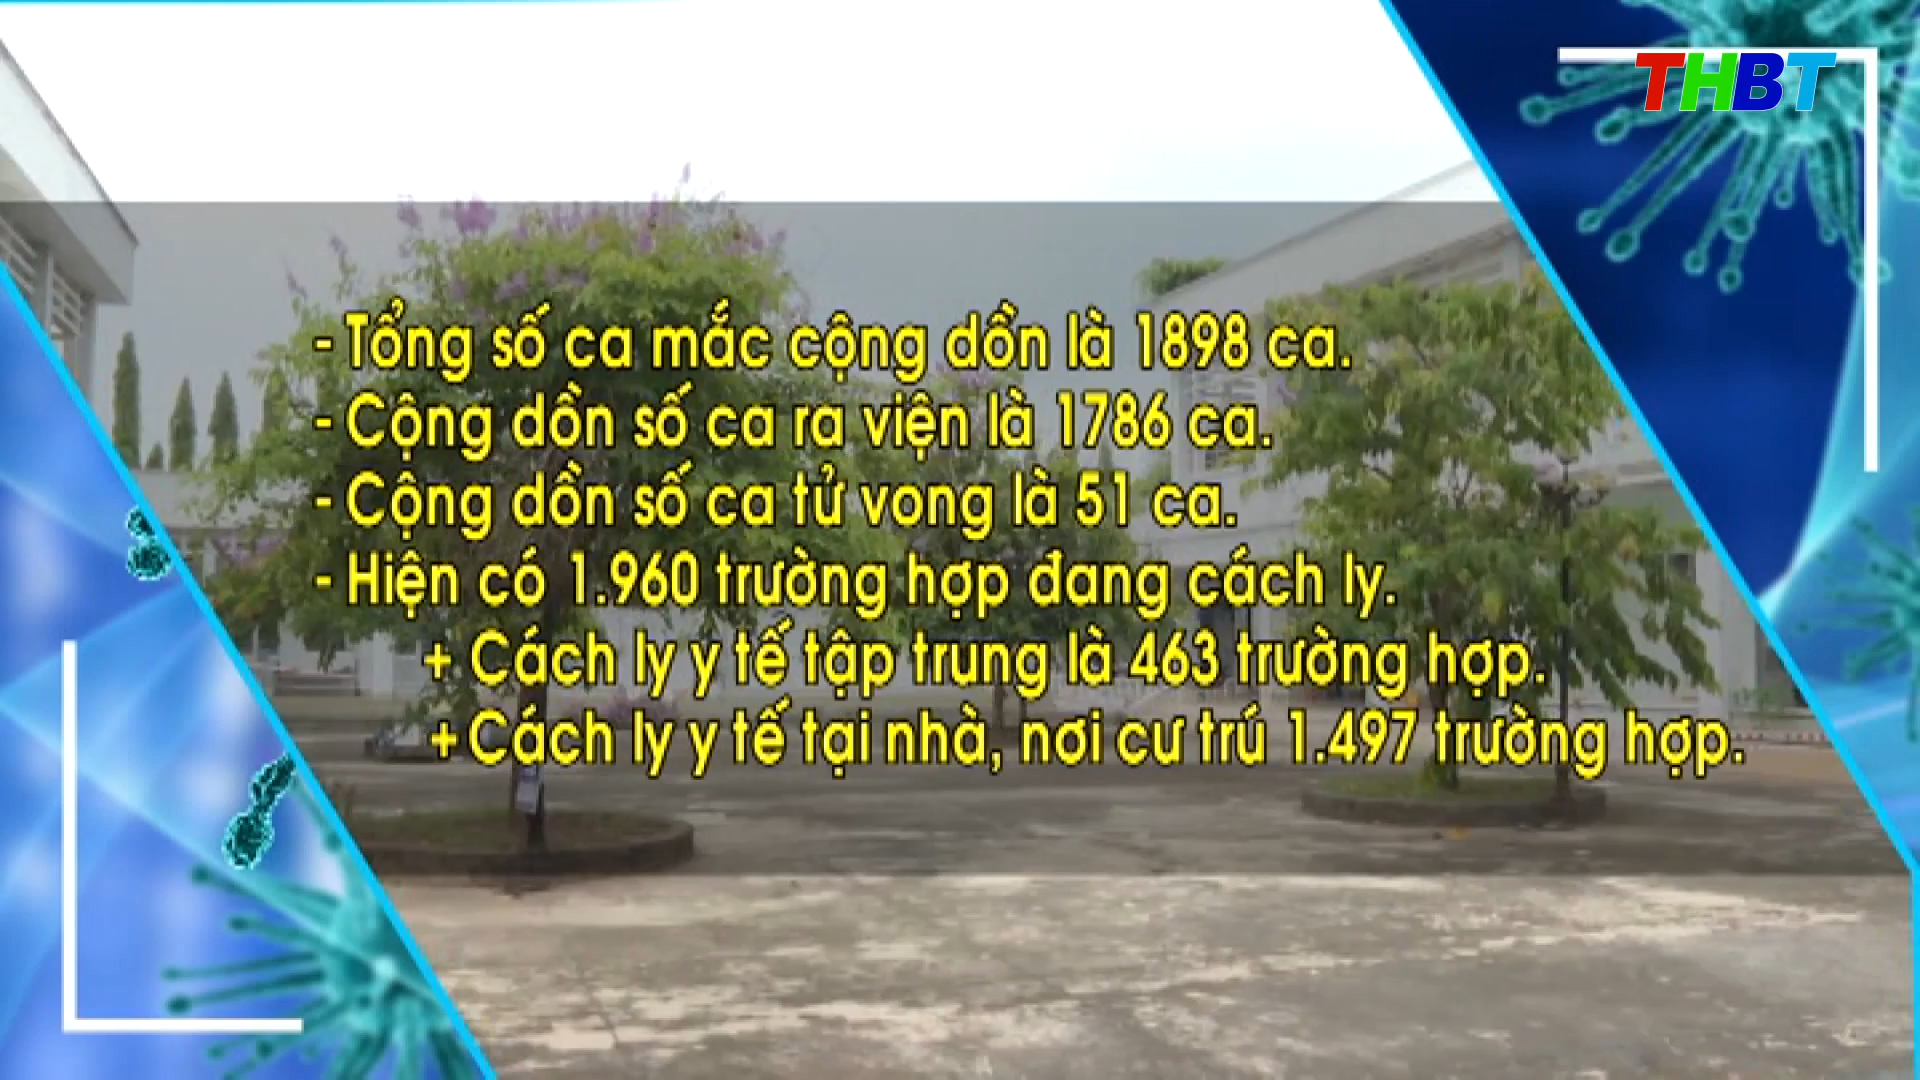 THBT
- Tổng số ca mắc cộng dồn là 1898 ca.
- Cộng dồn số ca ra viện là 1786 ca.
- Cộng dồn số ca tử vong là 51 ca.
- Hiện có 1.960 trường hợp đang cách ly.
+ Cách ly y tế tập trung là 463 trường hợp.
+ Cách ly y tế tại nhà, nơi cư trú 1.497 trường hợp.